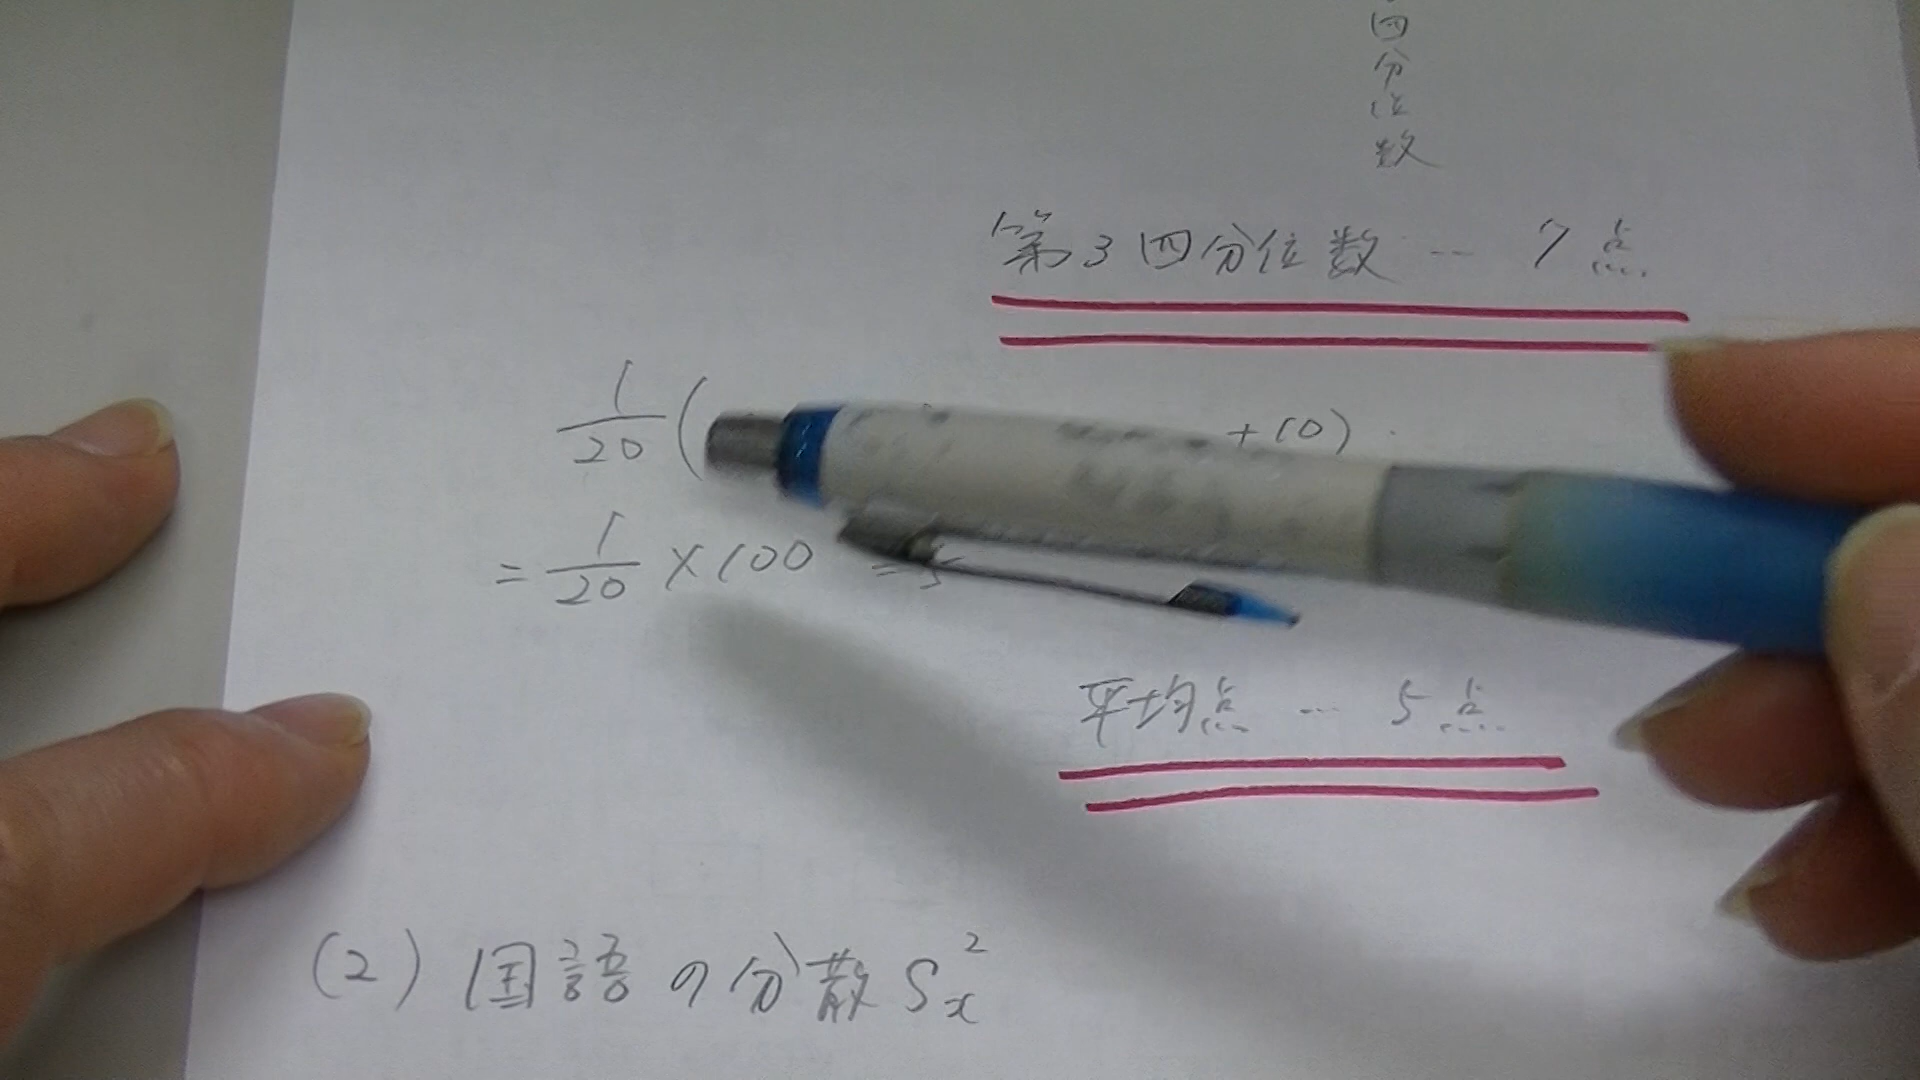 四分位数
第3四分位数 … 7点
1/20 (
+10)
= 1/20 × 100 = 5
平均点 … 5点
(2) 国語の分散 Sx²